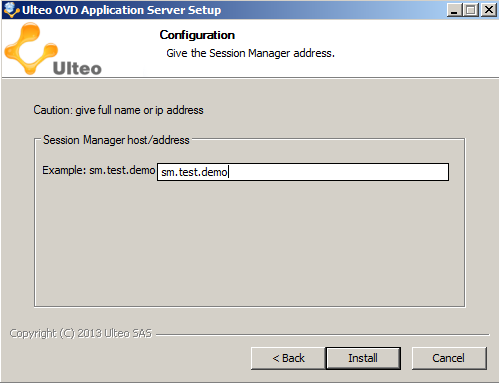 Ulteo OVD Application Server Setup
Configuration
Give the Session Manager address.
Ulteo
Caution: give full name or ip address
Session Manager host/address
Example: sm.test.demo sm.test.demo
Copyright (C) 2013 Ulteo SAS
< Back Install Cancel